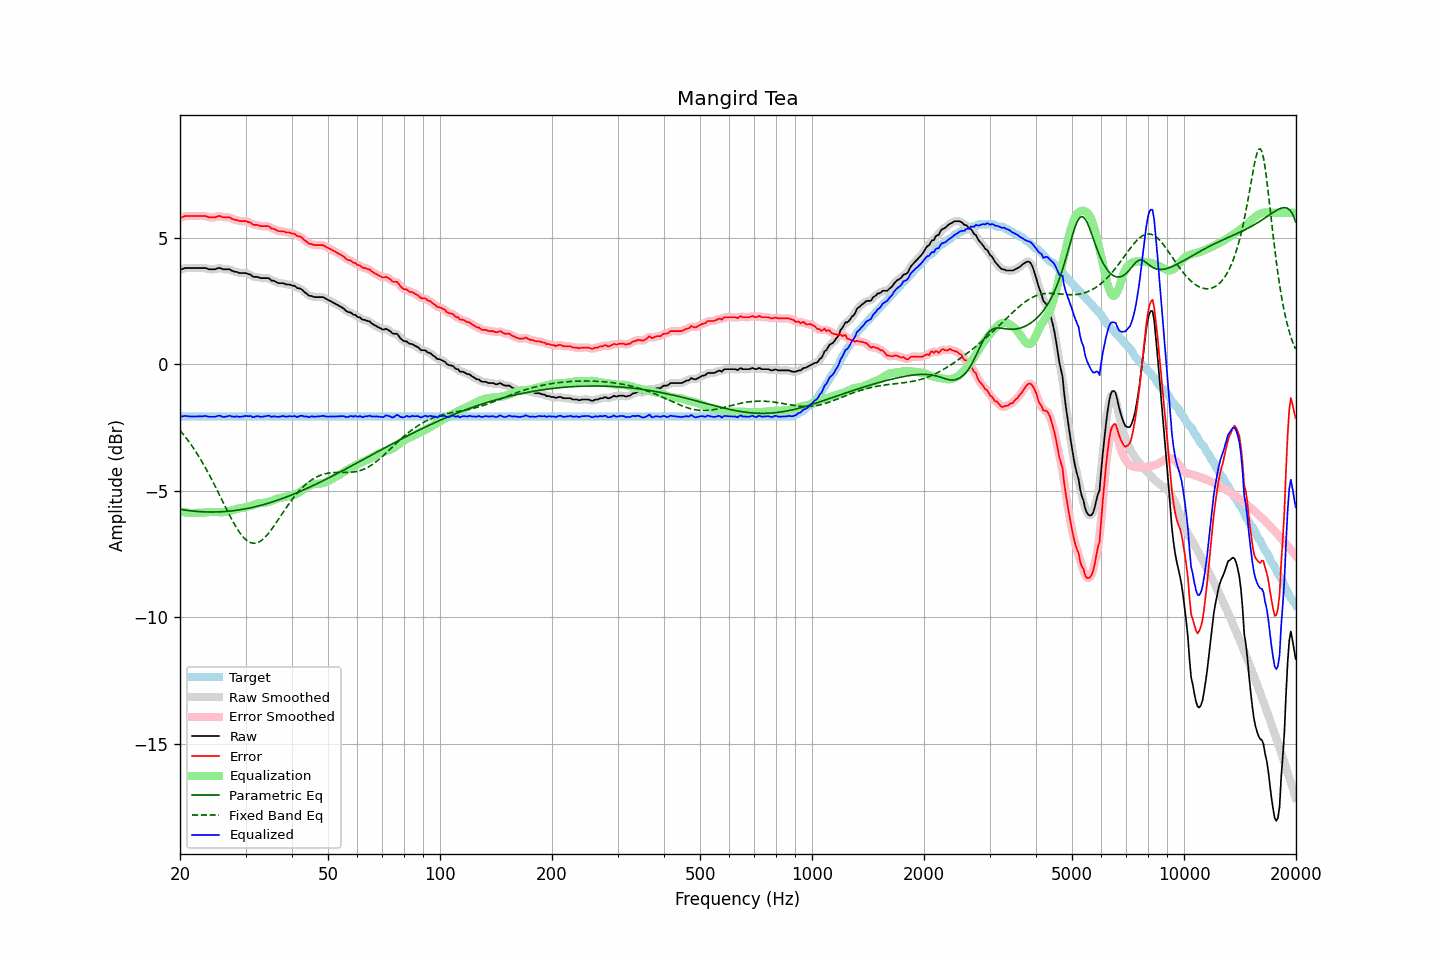 Mangird Tea
Amplitude (dBr)
5
0
−5
−10
−15
Target
Raw Smoothed
Error Smoothed
Raw
Error
Equalization
Parametric Eq
Fixed Band Eq
Equalized
20 50 100 200 500 1000 2000 5000 10000 20000
Frequency (Hz)